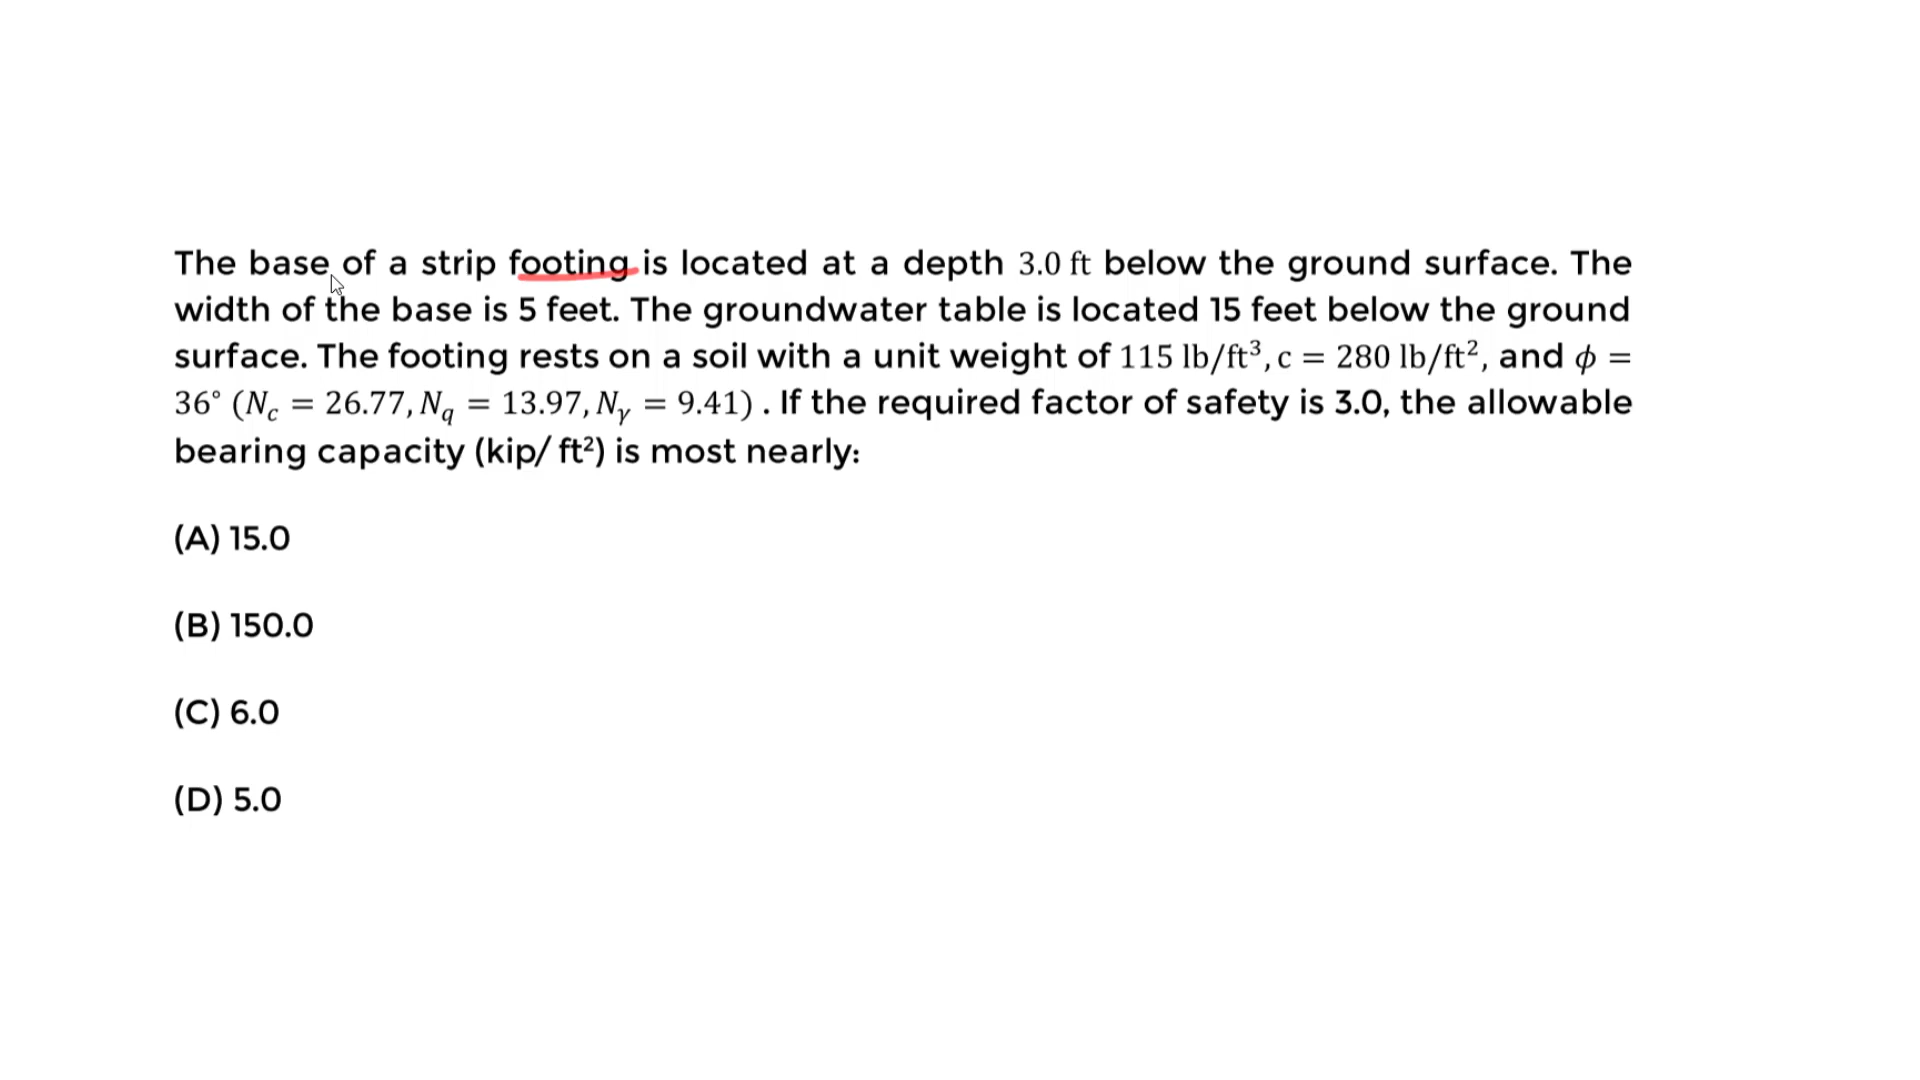 The base of a strip footing is located at a depth 3.0 ft below the ground surface. The
width of the base is 5 feet. The groundwater table is located 15 feet below the ground
surface. The footing rests on a soil with a unit weight of 115 lb/ft³, c = 280 lb/ft², and ϕ =
36° (N_c = 26.77, N_q = 13.97, N_γ = 9.41) . If the required factor of safety is 3.0, the allowable
bearing capacity (kip/ ft²) is most nearly:
(A) 15.0
(B) 150.0
(C) 6.0
(D) 5.0